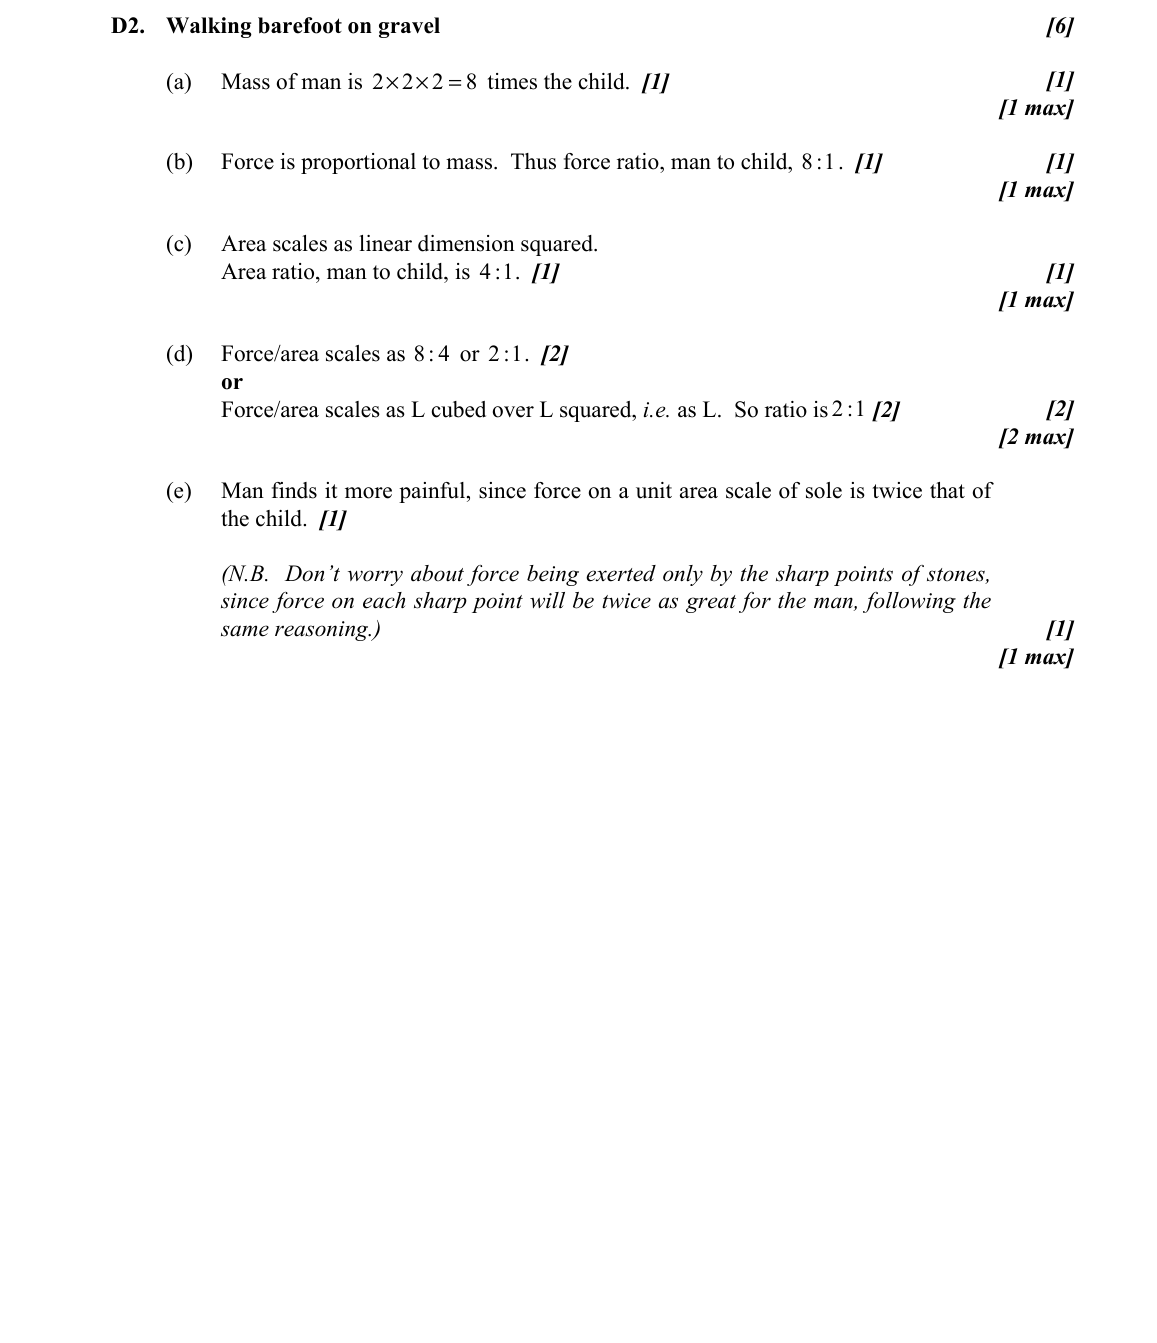 D2. Walking barefoot on gravel [6]
(a) Mass of man is 2×2×2=8 times the child. [1] [1]
[1 max]
(b) Force is proportional to mass. Thus force ratio, man to child, 8:1. [1] [1]
[1 max]
(c) Area scales as linear dimension squared.
Area ratio, man to child, is 4:1. [1] [1]
[1 max]
(d) Force/area scales as 8:4 or 2:1. [2]
or
Force/area scales as L cubed over L squared, i.e. as L. So ratio is 2:1 [2] [2]
[2 max]
(e) Man finds it more painful, since force on a unit area scale of sole is twice that of
the child. [1]
(N.B. Don't worry about force being exerted only by the sharp points of stones,
since force on each sharp point will be twice as great for the man, following the
same reasoning.) [1]
[1 max]